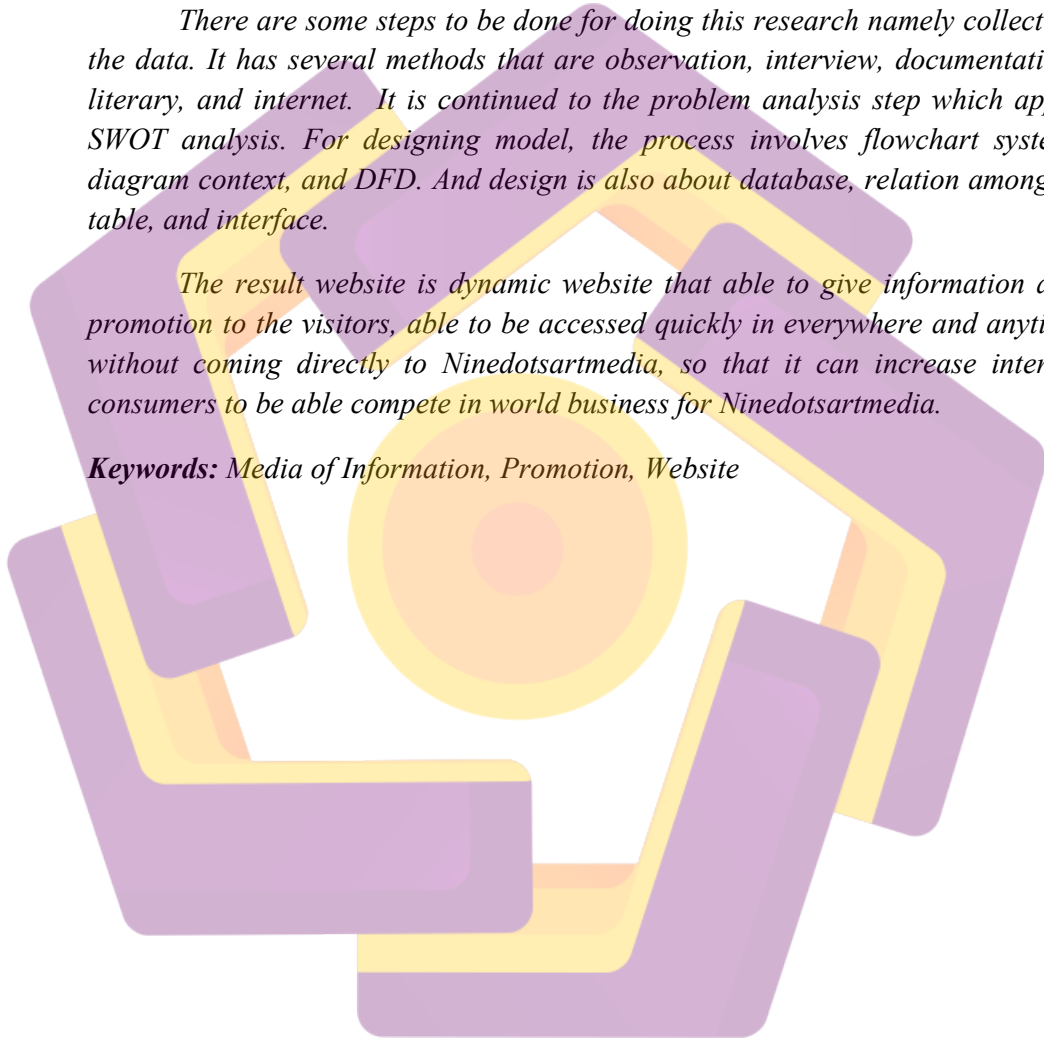 There are some steps to be done for doing this research namely collect
the data. It has several methods that are observation, interview, documentati
literary, and internet. It is continued to the problem analysis step which ap
SWOT analysis. For designing model, the process involves flowchart syste
diagram context, and DFD. And design is also about database, relation among
table, and interface.
The result website is dynamic website that able to give information a
promotion to the visitors, able to be accessed quickly in everywhere and anyti
without coming directly to Ninedotsartmedia, so that it can increase inter
consumers to be able compete in world business for Ninedotsartmedia.
Keywords: Media of Information, Promotion, Website